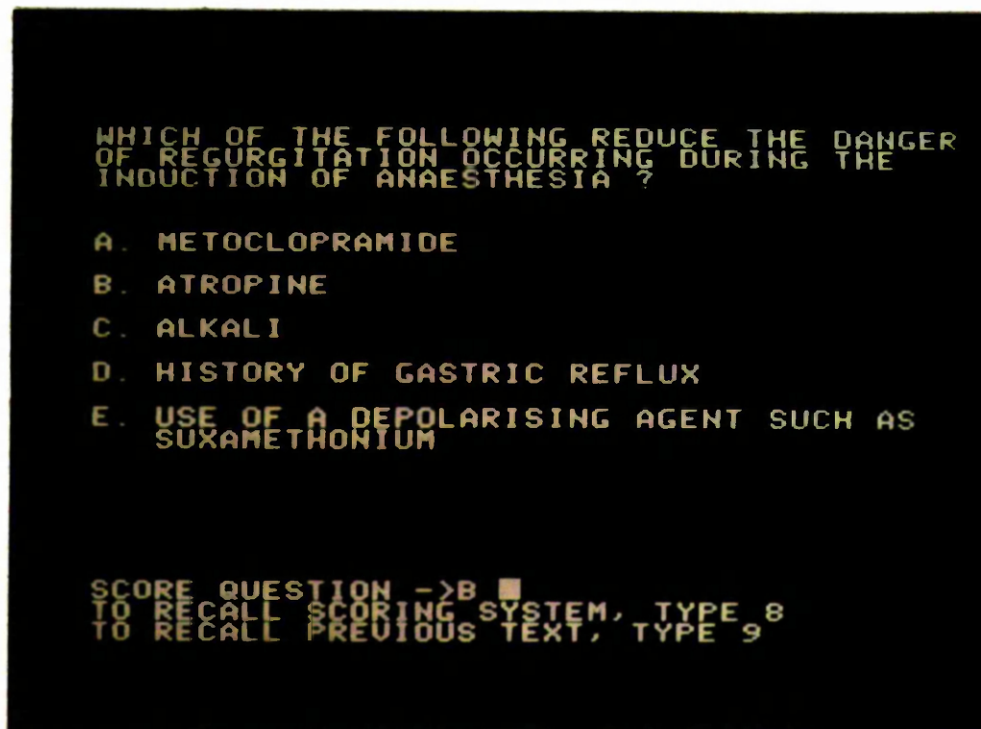 WHICH OF THE FOLLOWING REDUCE THE DANGER
OF REGURGITATION OCCURRING DURING THE
INDUCTION OF ANAESTHESIA ?
A. METOCLOPRAMIDE
B. ATROPINE
C. ALKALI
D. HISTORY OF GASTRIC REFLUX
E. USE OF A DEPOLARISING AGENT SUCH AS
SUXAMETHONIUM
SCORE QUESTION ->B
TO RECALL SCORING SYSTEM, TYPE 8
TO RECALL PREVIOUS TEXT, TYPE 9